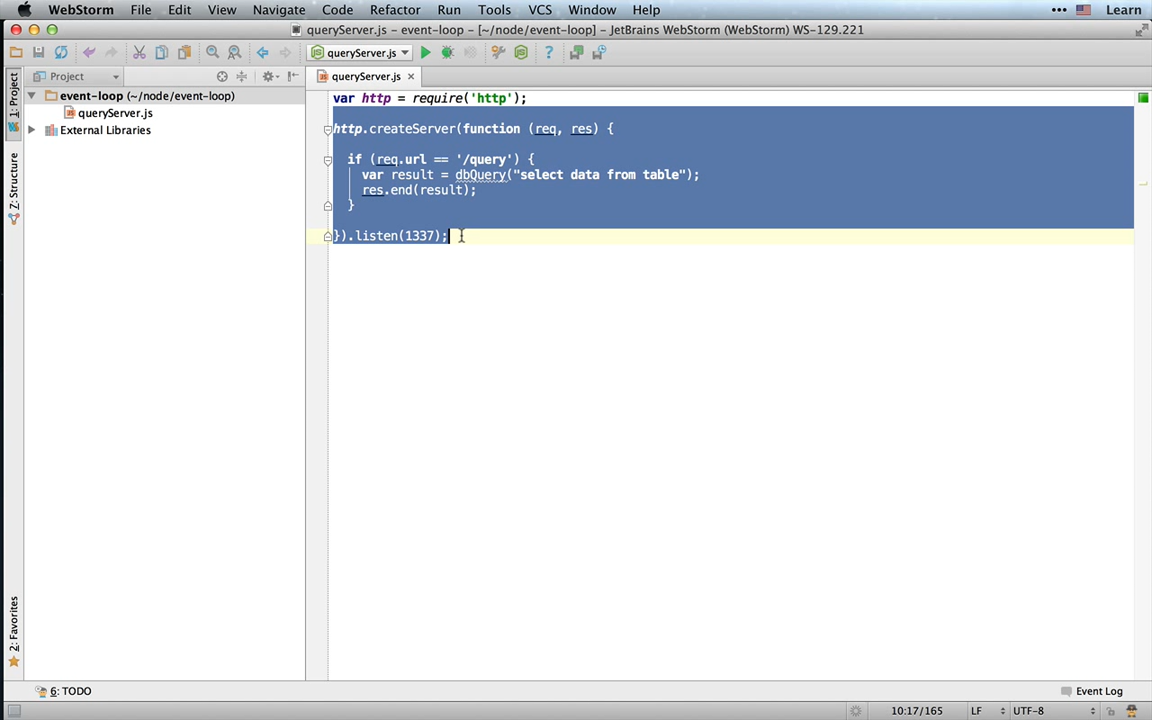 WebStorm File Edit View Navigate Code Refactor Run Tools VCS Window Help ••• Learn
queryServer.js – event-loop – [~/node/event-loop] – JetBrains WebStorm (WebStorm) WS-129.221
queryServer.js
Project
queryServer.js
1: Project
event-loop (~/node/event-loop)
queryServer.js
External Libraries
Z: Structure
2: Favorites
var http = require('http');
http.createServer(function (req, res) {
if (req.url == '/query') {
var result = dbQuery("select data from table");
res.end(result);
}
}).listen(1337);
6: TODO
Event Log
10:17/165 LF UTF-8